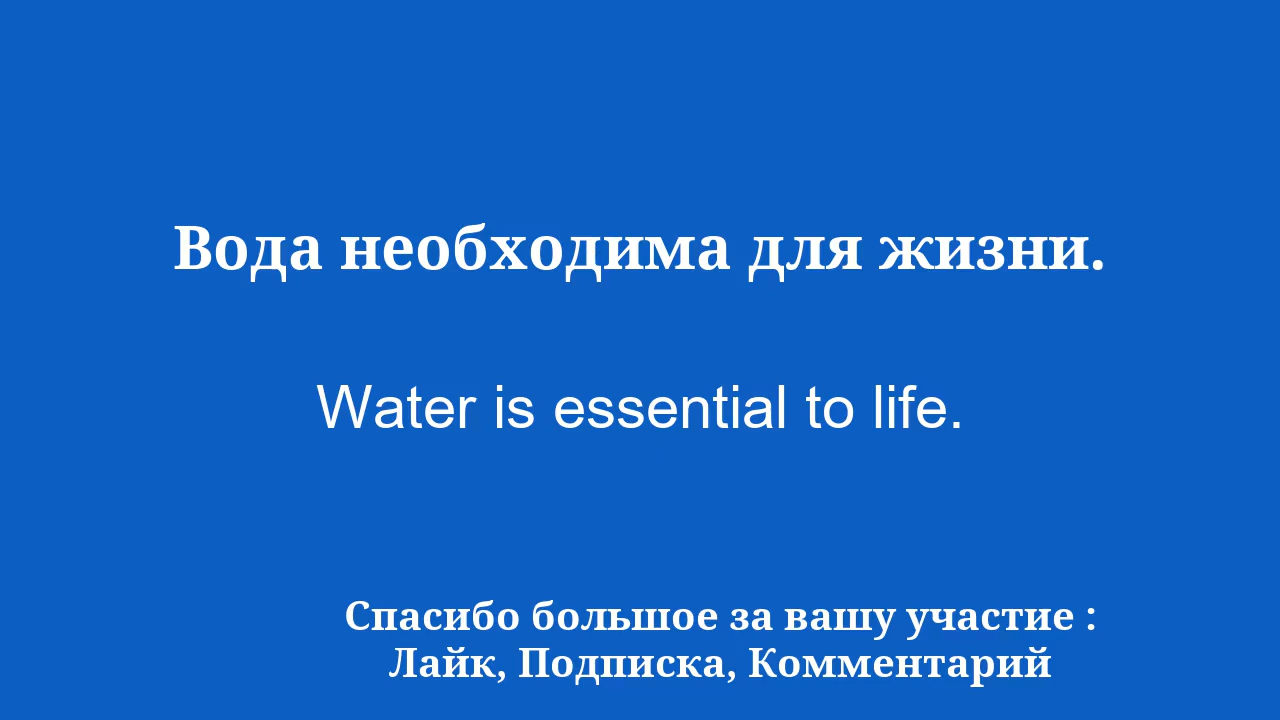 Вода необходима для жизни.
Water is essential to life.
Спасибо большое за вашу участие :
Лайк, Подписка, Комментарий